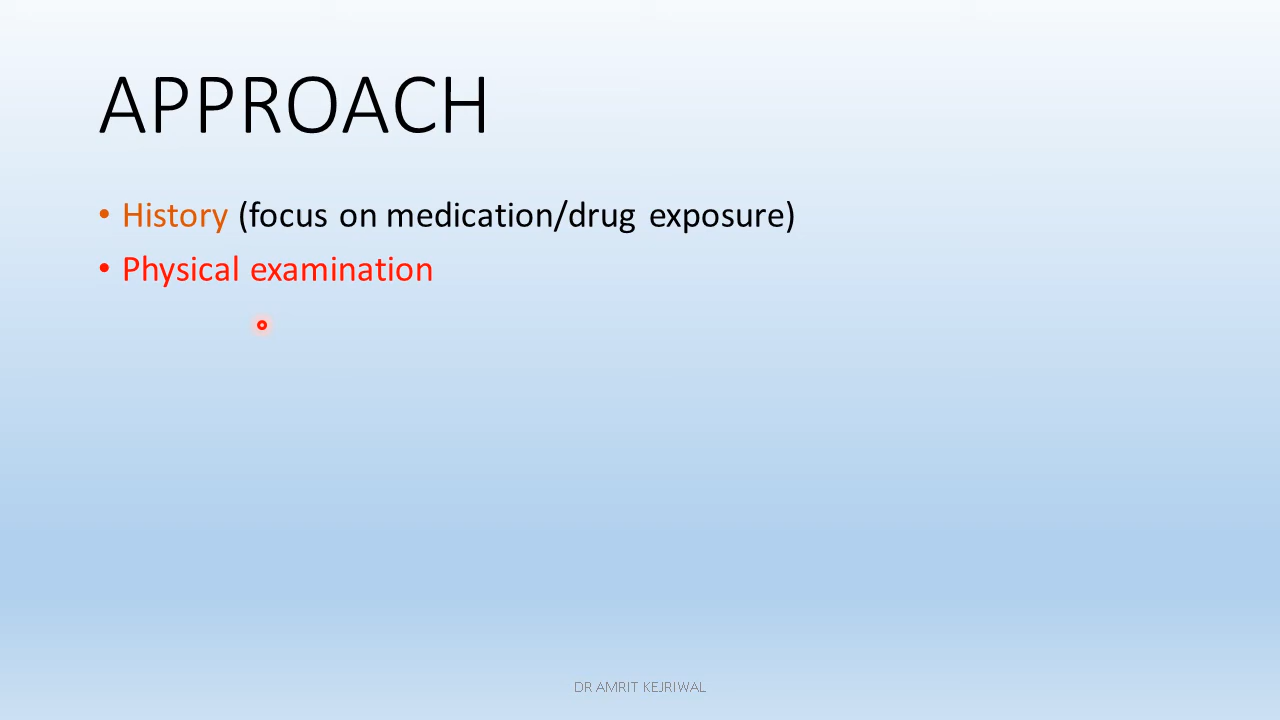 APPROACH
• History (focus on medication/drug exposure)
• Physical examination
DR AMRIT KEJRIWAL